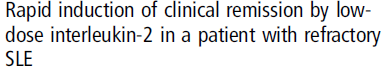 Rapid induction of clinical remission by low-
dose interleukin-2 in a patient with refractory
SLE